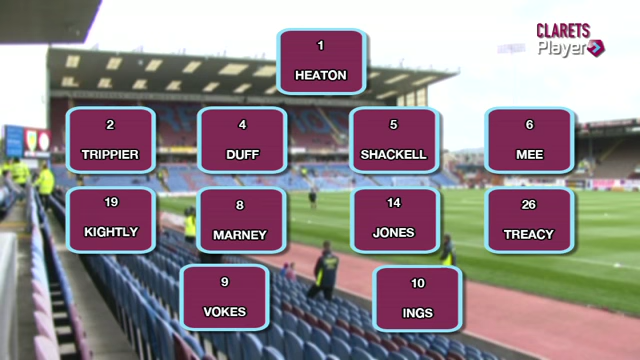 CLARETS
Player
1
HEATON
2
TRIPPIER
4
DUFF
5
SHACKELL
6
MEE
19
KIGHTLY
8
MARNEY
14
JONES
26
TREACY
9
VOKES
10
INGS